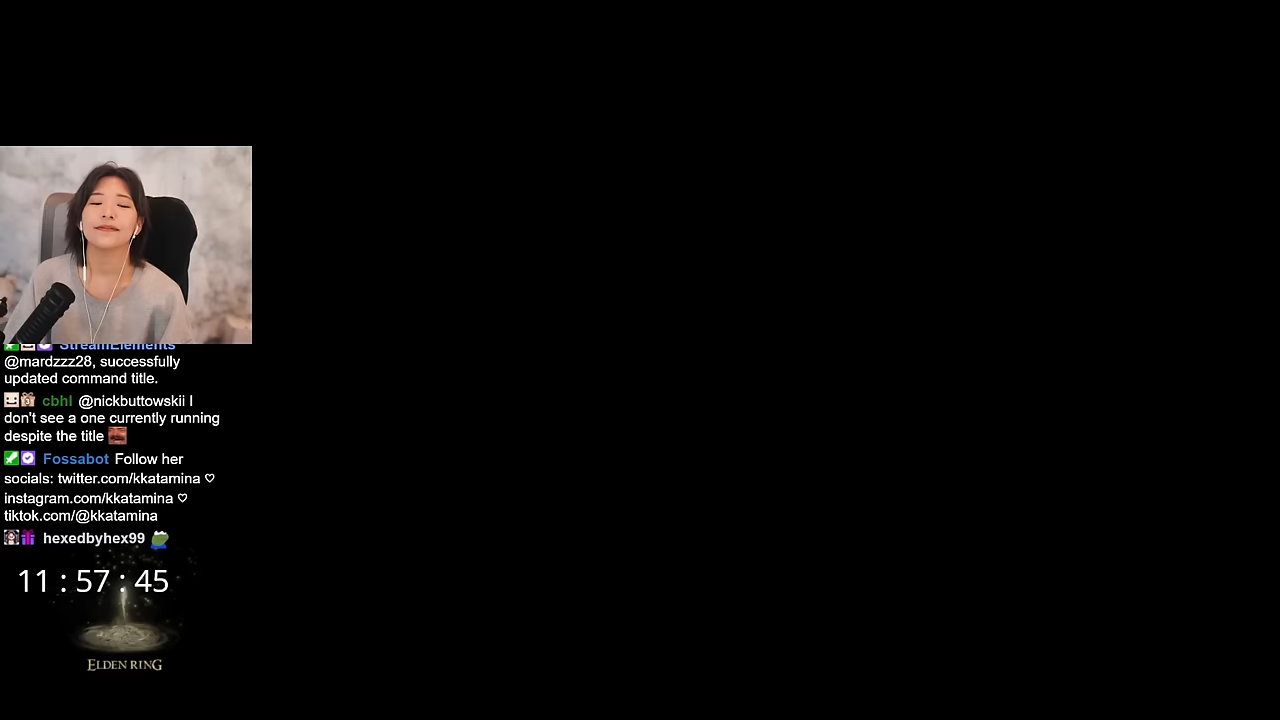 StreamElements
@mardzzz28, successfully
updated command title.
cbhl @nickbuttowskii I
don't see a one currently running
despite the title
Fossabot Follow her
socials: twitter.com/kkatamina ♡
instagram.com/kkatamina ♡
tiktok.com/@kkatamina
hexedbyhex99
11 : 57 : 45
ELDEN RING